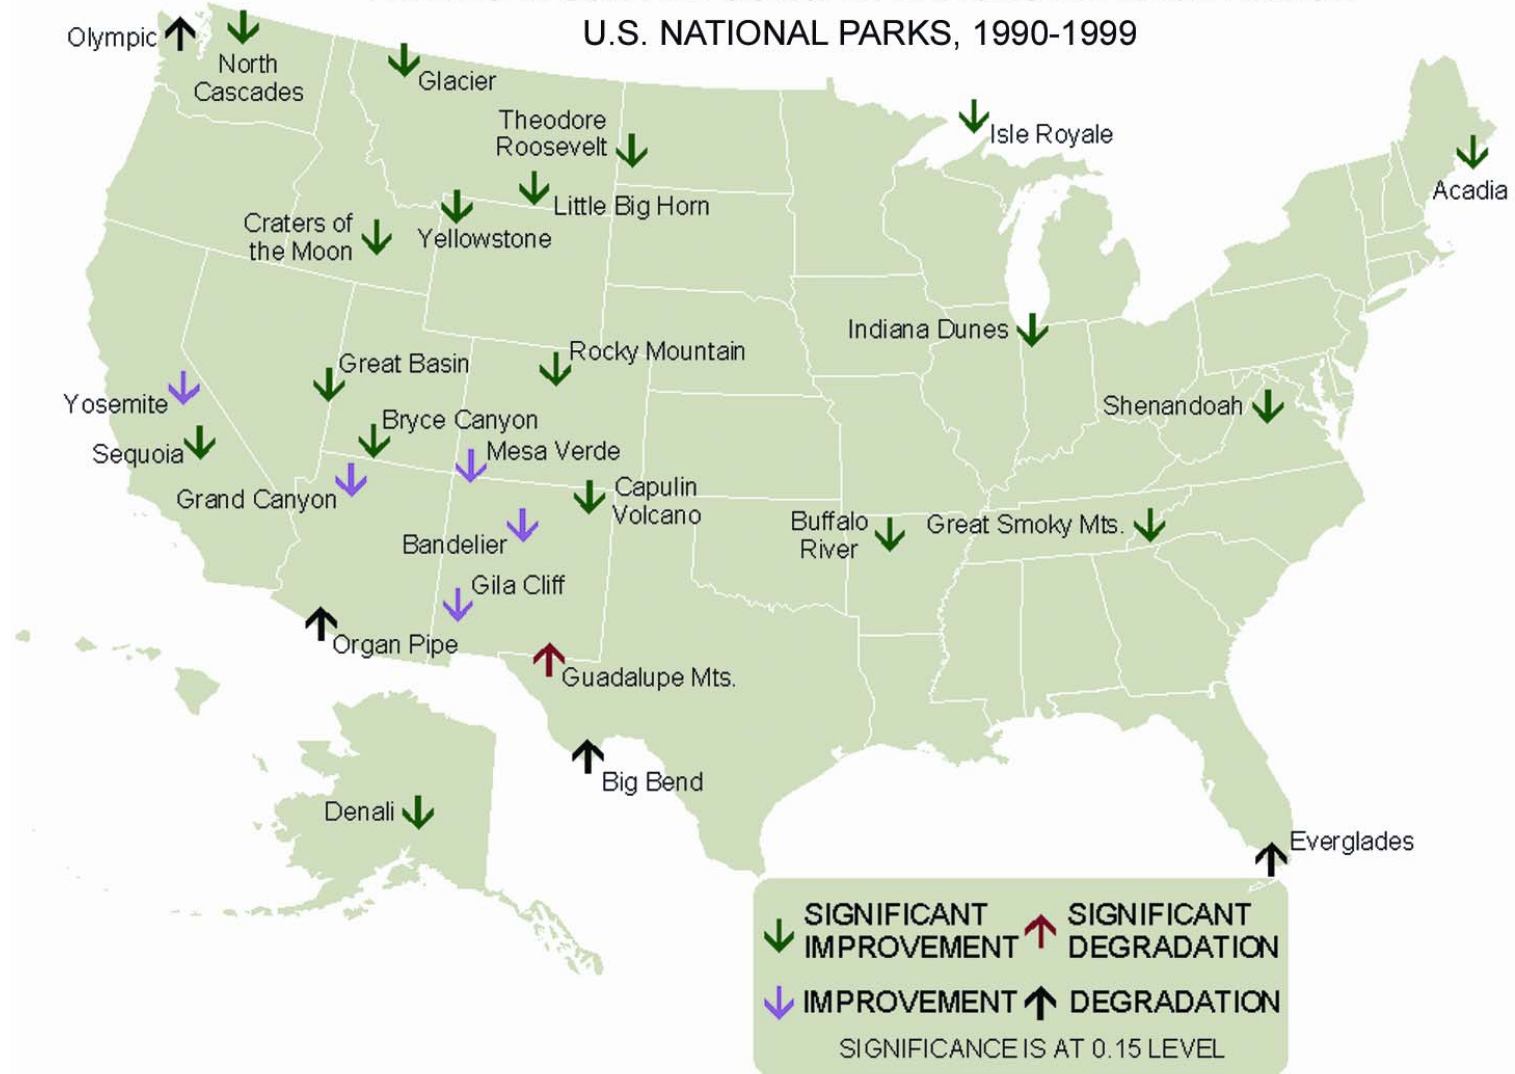 U.S. NATIONAL PARKS, 1990-1999
Olympic
North
Cascades
Glacier
Theodore
Roosevelt
Isle Royale
Acadia
Little Big Horn
Craters of
the Moon
Yellowstone
Indiana Dunes
Rocky Mountain
Great Basin
Yosemite
Shenandoah
Bryce Canyon
Sequoia
Mesa Verde
Grand Canyon
Capulin
Volcano
Buffalo
River
Great Smoky Mts.
Bandelier
Gila Cliff
Organ Pipe
Guadalupe Mts.
Big Bend
Denali
Everglades
SIGNIFICANT
IMPROVEMENT
SIGNIFICANT
DEGRADATION
IMPROVEMENT
DEGRADATION
SIGNIFICANCE IS AT 0.15 LEVEL